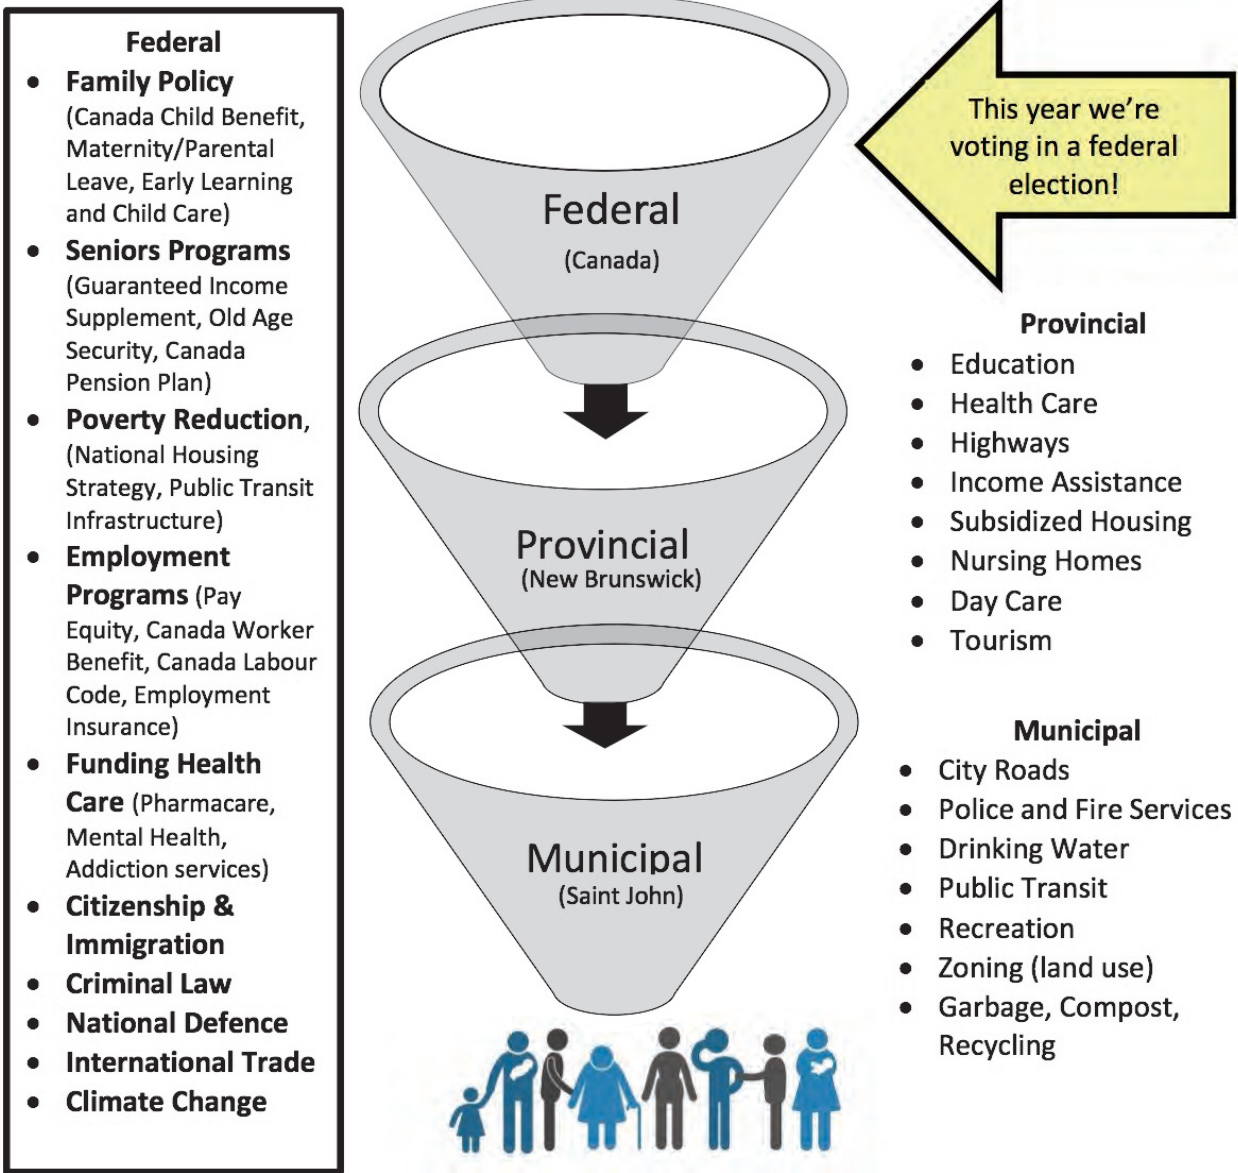 Federal
• Family Policy
(Canada Child Benefit,
Maternity/Parental
Leave, Early Learning
and Child Care)
• Seniors Programs
(Guaranteed Income
Supplement, Old Age
Security, Canada
Pension Plan)
• Poverty Reduction,
(National Housing
Strategy, Public Transit
Infrastructure)
• Employment
Programs (Pay
Equity, Canada Worker
Benefit, Canada Labour
Code, Employment
Insurance)
• Funding Health
Care (Pharmacare,
Mental Health,
Addiction services)
• Citizenship &
Immigration
• Criminal Law
• National Defence
• International Trade
• Climate Change
Federal
(Canada)
Provincial
(New Brunswick)
Municipal
(Saint John)
This year we’re
voting in a federal
election!
Provincial
• Education
• Health Care
• Highways
• Income Assistance
• Subsidized Housing
• Nursing Homes
• Day Care
• Tourism
Municipal
• City Roads
• Police and Fire Services
• Drinking Water
• Public Transit
• Recreation
• Zoning (land use)
• Garbage, Compost,
Recycling